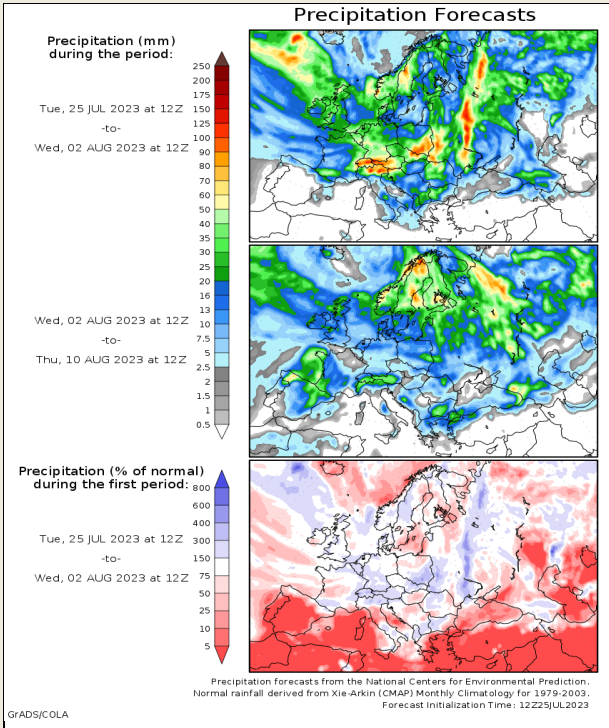 Precipitation Forecasts
Precipitation (mm)
during the period:
Tue, 25 JUL 2023 at 12Z
-to-
Wed, 02 AUG 2023 at 12Z
250
200
175
150
125
100
90
80
70
60
50
40
35
30
25
20
16
13
10
7.5
5
2.5
2
1.5
1
0.5
Wed, 02 AUG 2023 at 12Z
-to-
Thu, 10 AUG 2023 at 12Z
Precipitation (% of normal)
during the first period:
Tue, 25 JUL 2023 at 12Z
-to-
Wed, 02 AUG 2023 at 12Z
800
600
400
300
150
75
50
25
10
5
Precipitation forecasts from the National Centers for Environmental Prediction.
Normal rainfall derived from Xie-Arkin (CMAP) Monthly Climatology for 1979-2003.
Forecast Initialization Time: 12Z25JUL2023
GrADS/COLA